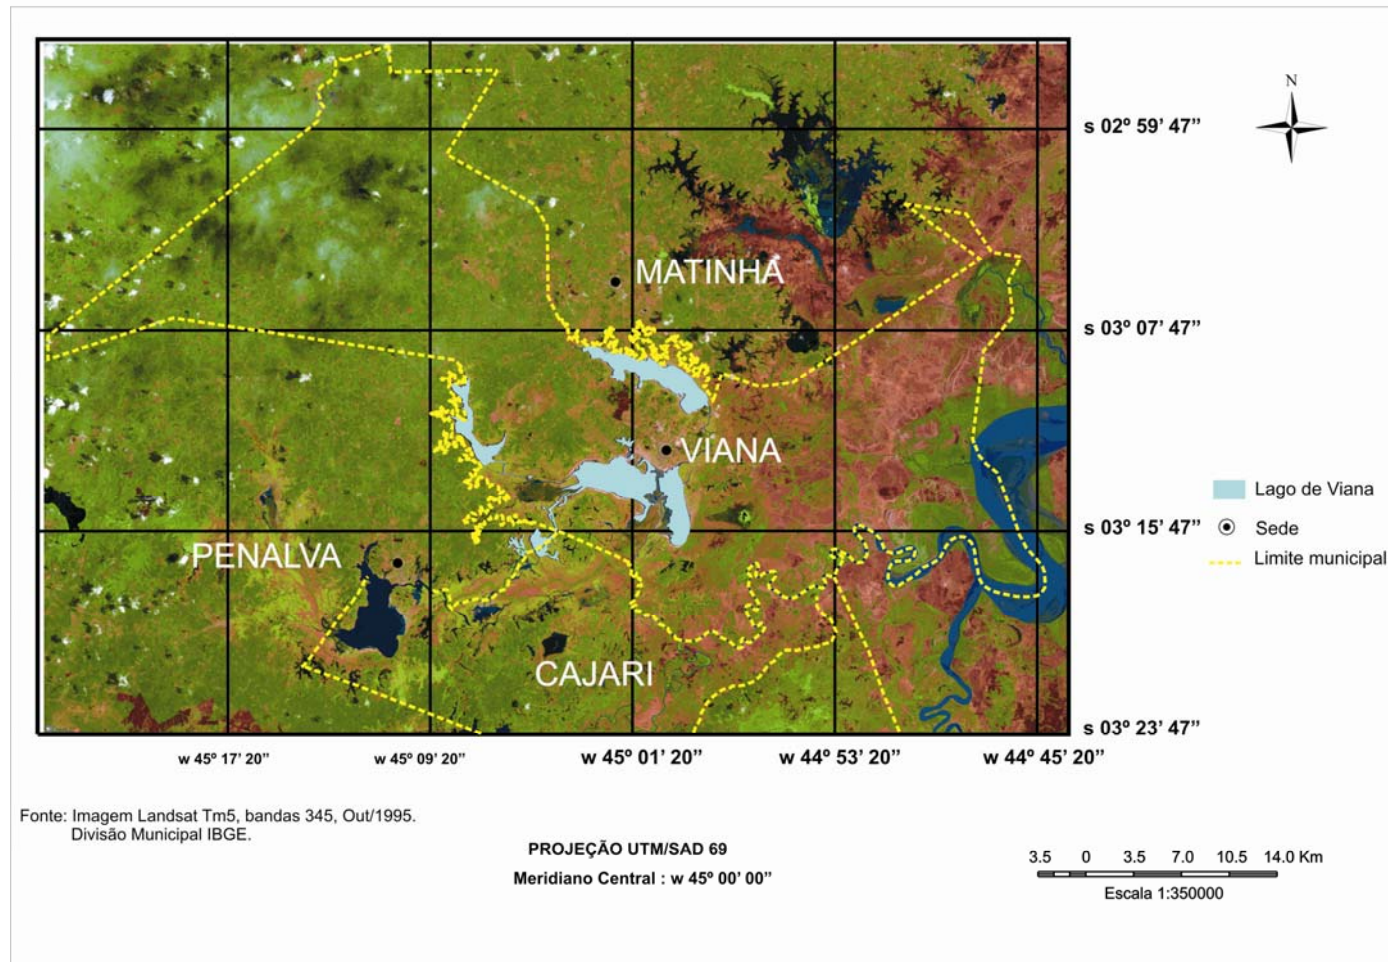 N
s 02º 59’ 47”
MATINHA
s 03º 07’ 47”
VIANA
Lago de Viana
Sede
Limite municipal
s 03º 15’ 47”
PENALVA
CAJARI
s 03º 23’ 47”
w 45º 17’ 20” w 45º 09’ 20” w 45º 01’ 20” w 44º 53’ 20” w 44º 45’ 20”
Fonte: Imagem Landsat Tm5, bandas 345, Out/1995.
Divisão Municipal IBGE.
PROJEÇÃO UTM/SAD 69
Meridiano Central : w 45º 00’ 00”
3.5 0 3.5 7.0 10.5 14.0 Km
Escala 1:350000